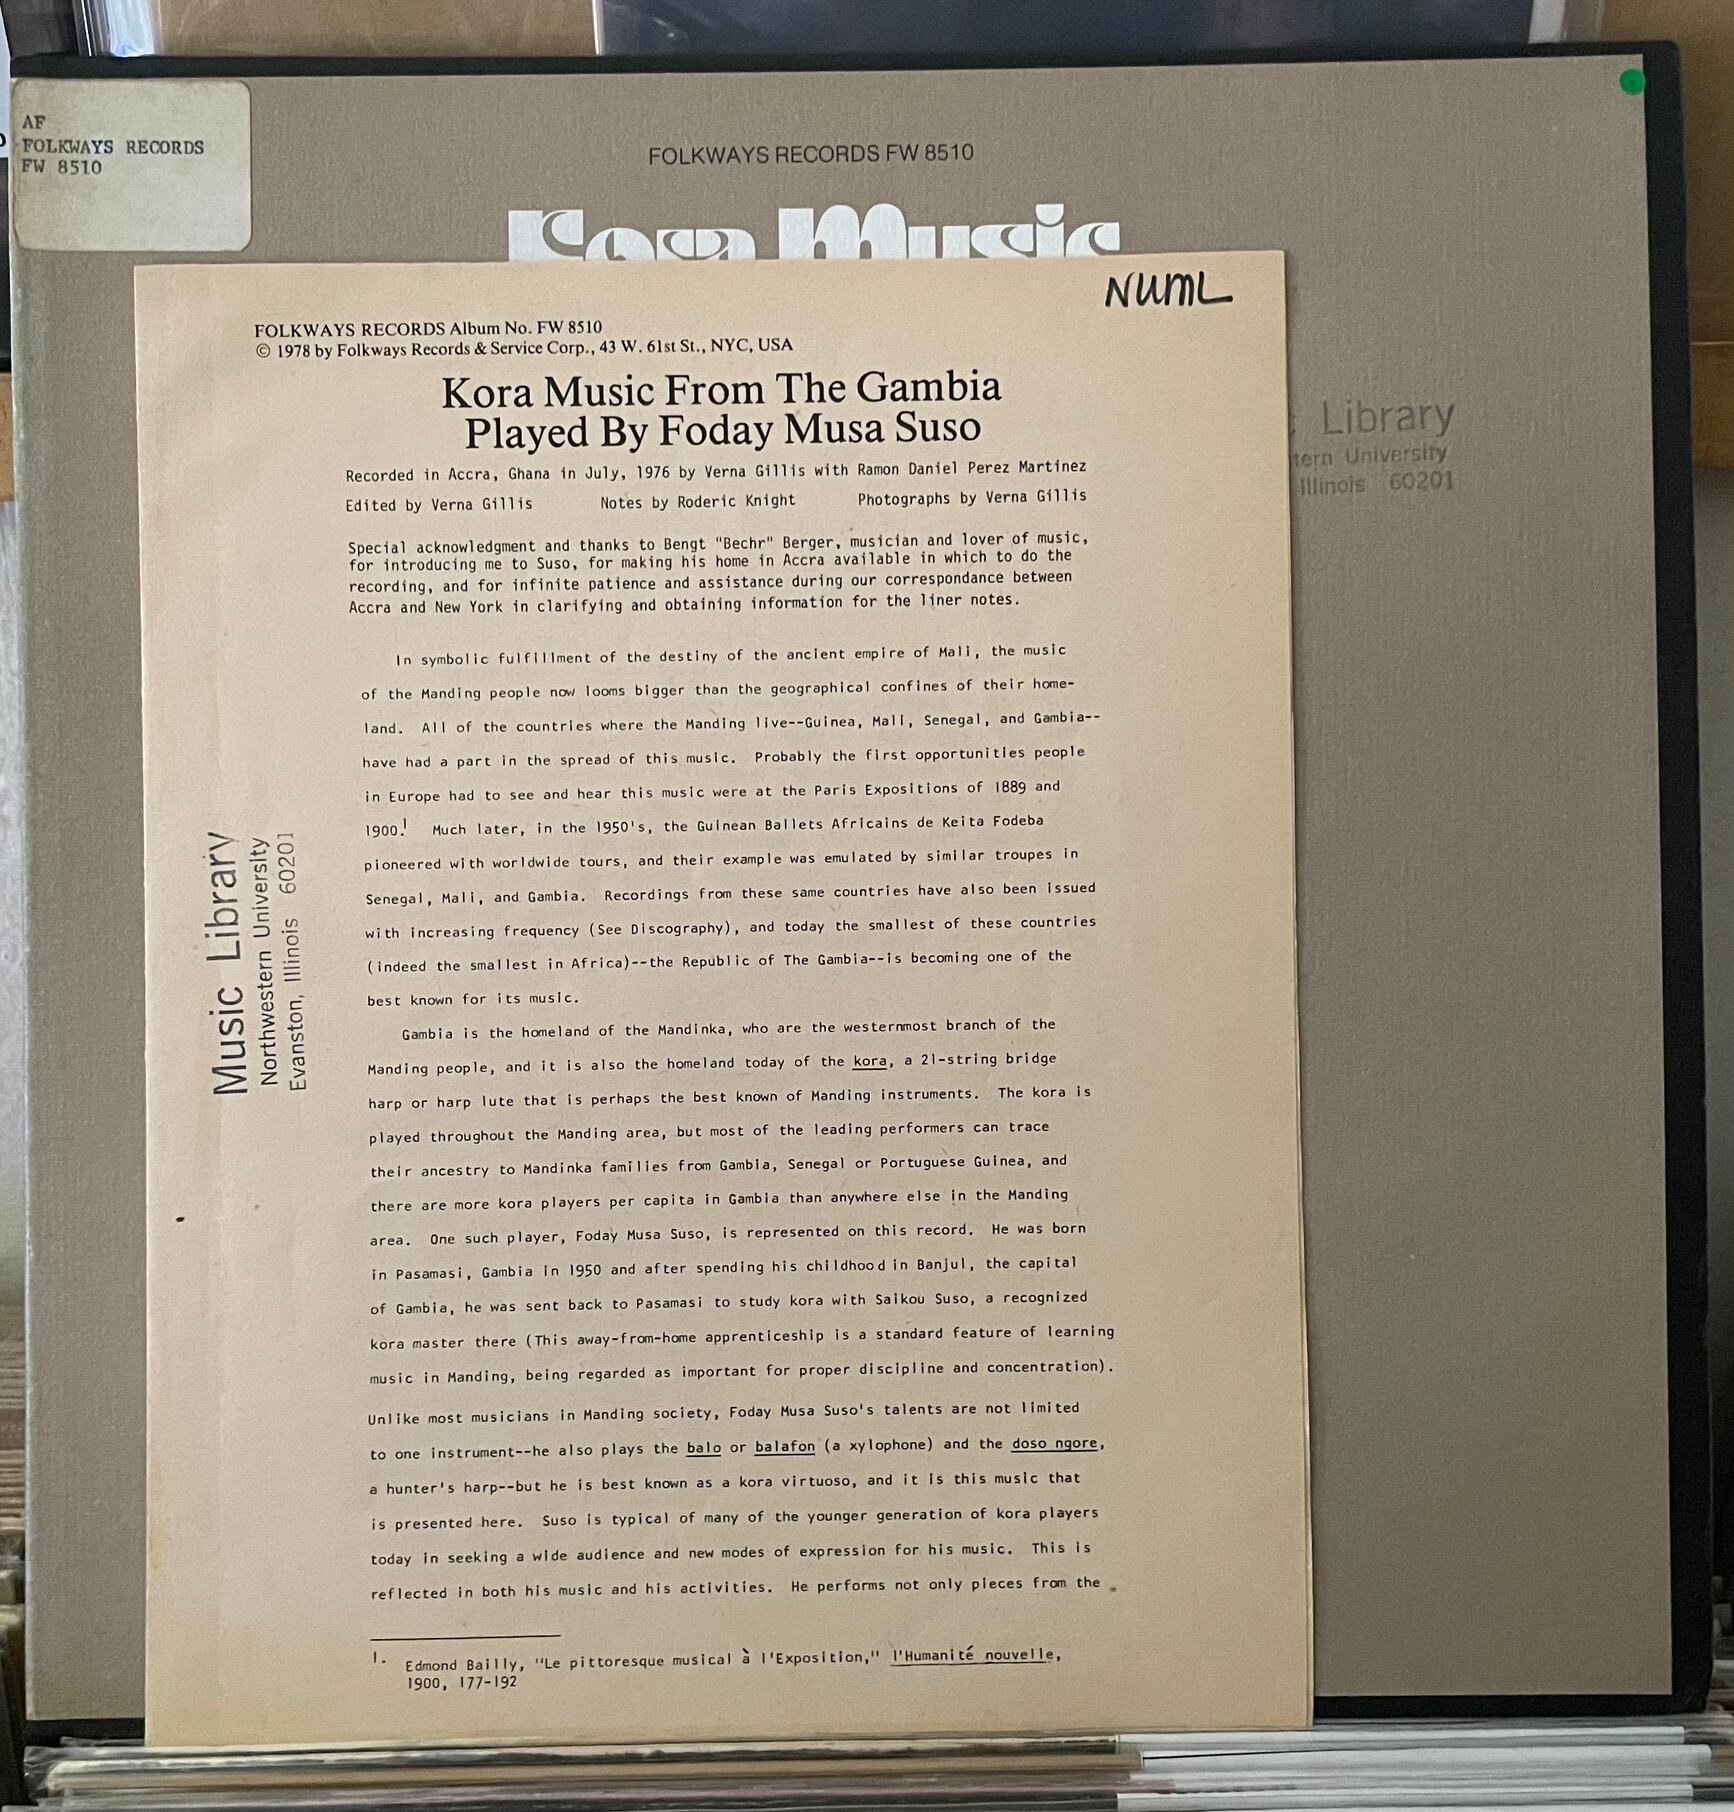 AF
FOLKWAYS RECORDS
FW 8510
FOLKWAYS RECORDS FW 8510
Kora Music
NUML
FOLKWAYS RECORDS Album No. FW 8510
© 1978 by Folkways Records & Service Corp., 43 W. 61st St., NYC, USA
Kora Music From The Gambia
Played By Foday Musa Suso
Recorded in Accra, Ghana in July, 1976 by Verna Gillis with Ramon Daniel Perez Martinez
Edited by Verna Gillis Notes by Roderic Knight Photographs by Verna Gillis
Special acknowledgment and thanks to Bengt "Bechr" Berger, musician and lover of music,
for introducing me to Suso, for making his home in Accra available in which to do the
recording, and for infinite patience and assistance during our correspondance between
Accra and New York in clarifying and obtaining information for the liner notes.
In symbolic fulfillment of the destiny of the ancient empire of Mali, the music
of the Manding people now looms bigger than the geographical confines of their home-
land. All of the countries where the Manding live--Guinea, Mali, Senegal, and Gambia--
have had a part in the spread of this music. Probably the first opportunities people
in Europe had to see and hear this music were at the Paris Expositions of 1889 and
1900.1 Much later, in the 1950's, the Guinean Ballets Africains de Keita Fodeba
pioneered with worldwide tours, and their example was emulated by similar troupes in
Senegal, Mali, and Gambia. Recordings from these same countries have also been issued
with increasing frequency (See Discography), and today the smallest of these countries
(indeed the smallest in Africa)--the Republic of The Gambia--is becoming one of the
best known for its music.
Gambia is the homeland of the Mandinka, who are the westernmost branch of the
Manding people, and it is also the homeland today of the kora, a 21-string bridge
harp or harp lute that is perhaps the best known of Manding instruments. The kora is
played throughout the Manding area, but most of the leading performers can trace
their ancestry to Mandinka families from Gambia, Senegal or Portuguese Guinea, and
there are more kora players per capita in Gambia than anywhere else in the Manding
area. One such player, Foday Musa Suso, is represented on this record. He was born
in Pasamasi, Gambia in 1950 and after spending his childhood in Banjul, the capital
of Gambia, he was sent back to Pasamasi to study kora with Saikou Suso, a recognized
kora master there (This away-from-home apprenticeship is a standard feature of learning
music in Manding, being regarded as important for proper discipline and concentration).
Unlike most musicians in Manding society, Foday Musa Suso's talents are not limited
to one instrument--he also plays the balo or balafon (a xylophone) and the doso ngore,
a hunter's harp--but he is best known as a kora virtuoso, and it is this music that
is presented here. Suso is typical of many of the younger generation of kora players
today in seeking a wide audience and new modes of expression for his music. This is
reflected in both his music and his activities. He performs not only pieces from the
1. Edmond Bailly, "Le pittoresque musical à l'Exposition," l'Humanité nouvelle,
1900, 177-192
Music Library
Northwestern University
Evanston, Illinois 60201
Library
tern University
Illinois 60201